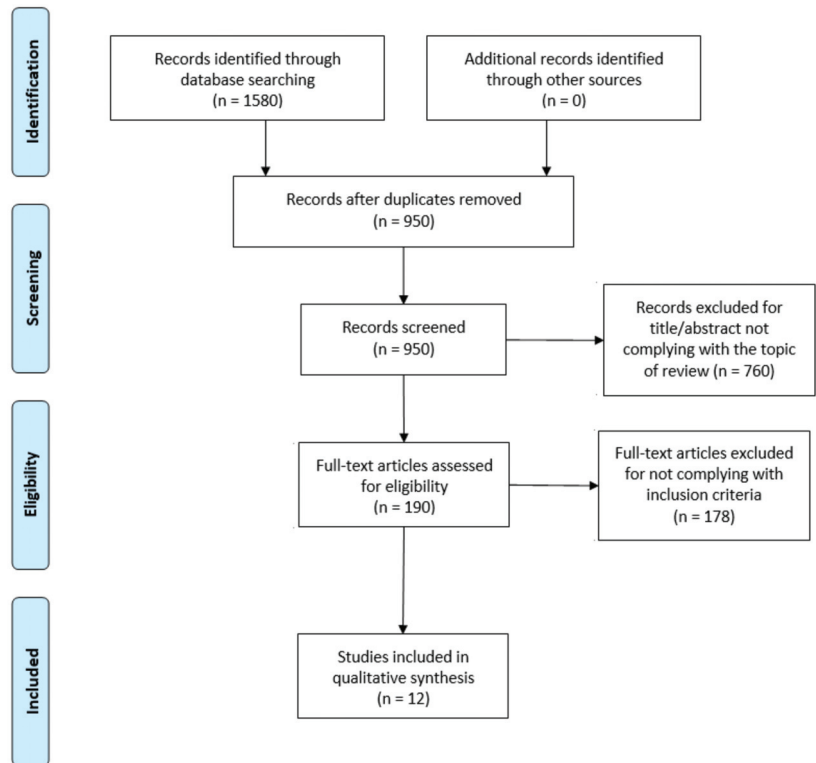 Identification
Records identified through
database searching
(n = 1580)
Additional records identified
through other sources
(n = 0)
Records after duplicates removed
(n = 950)
Screening
Records screened
(n = 950)
Records excluded for
title/abstract not
complying with the topic
of review (n = 760)
Eligibility
Full-text articles assessed
for eligibility
(n = 190)
Full-text articles excluded
for not complying with
inclusion criteria
(n = 178)
Included
Studies included in
qualitative synthesis
(n = 12)